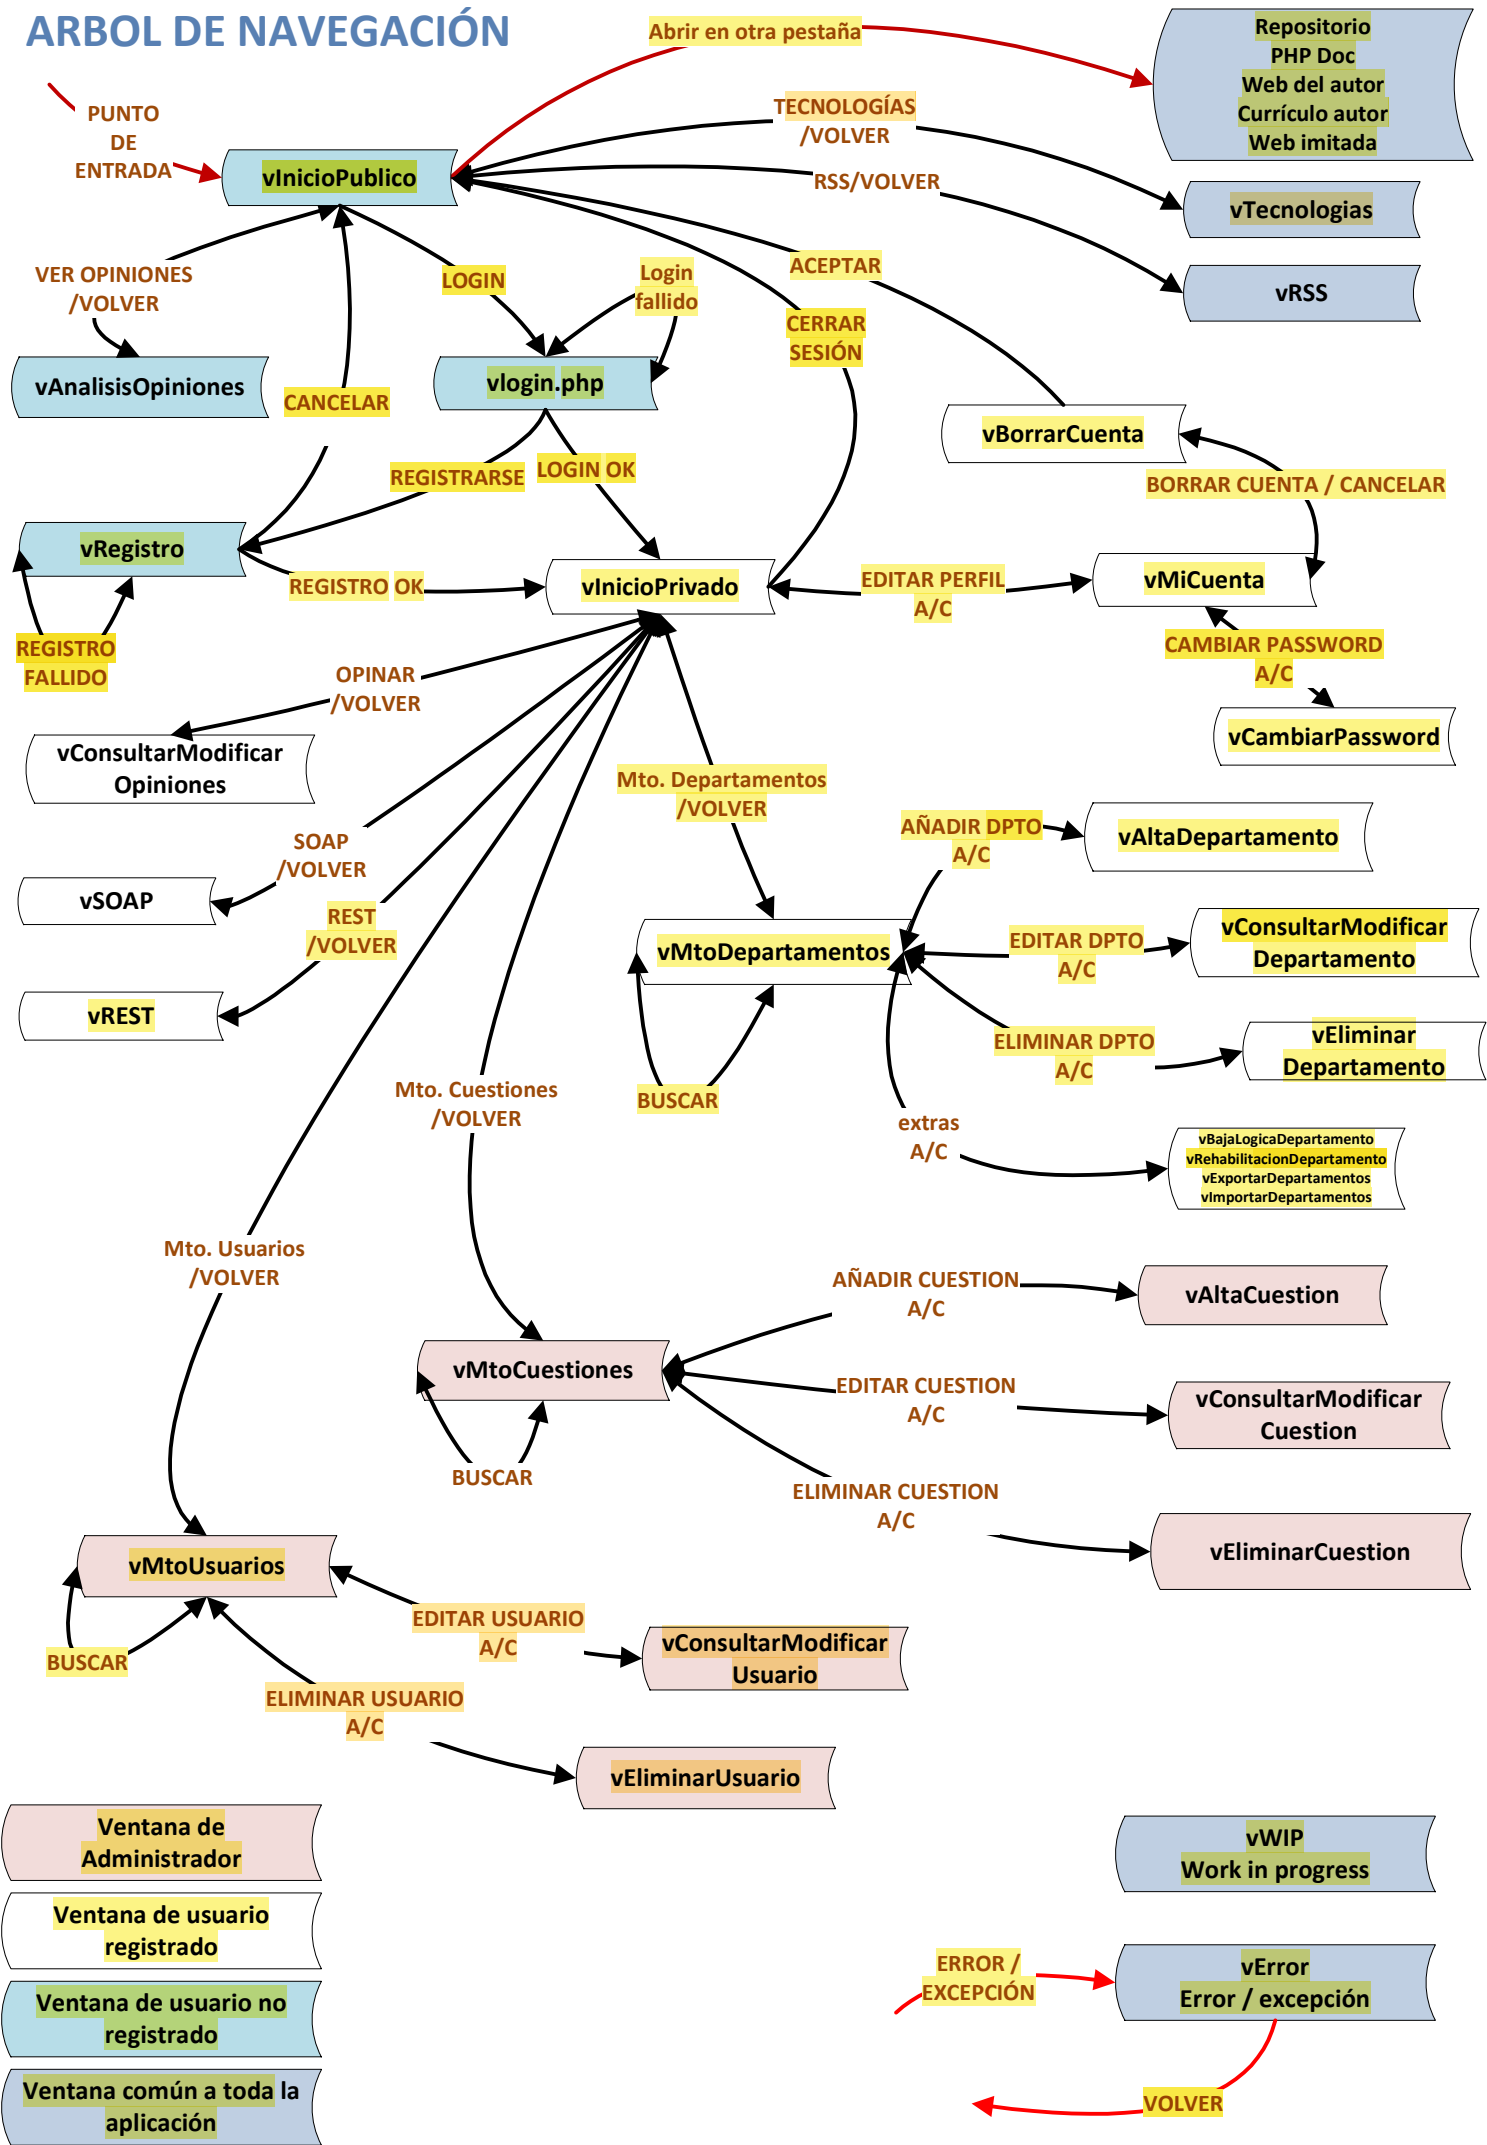 ARBOL DE NAVEGACIÓN
Abrir en otra pestaña
Repositorio
PHP Doc
Web del autor
Currículo autor
Web imitada
PUNTO
DE
ENTRADA
TECNOLOGÍAS
/VOLVER
vInicioPublico
RSS/VOLVER
vTecnologias
VER OPINIONES
/VOLVER
LOGIN
Login
fallido
ACEPTAR
vRSS
CERRAR
SESIÓN
vAnalisisOpiniones
CANCELAR
vlogin.php
vBorrarCuenta
REGISTRARSE
LOGIN OK
BORRAR CUENTA / CANCELAR
vRegistro
REGISTRO OK
vInicioPrivado
EDITAR PERFIL
A/C
vMiCuenta
REGISTRO
FALLIDO
CAMBIAR PASSWORD
A/C
OPINAR
/VOLVER
vCambiarPassword
vConsultarModificar
Opiniones
Mto. Departamentos
/VOLVER
SOAP
/VOLVER
AÑADIR DPTO
A/C
vAltaDepartamento
vSOAP
REST
/VOLVER
vMtoDepartamentos
EDITAR DPTO
A/C
vConsultarModificar
Departamento
vREST
ELIMINAR DPTO
A/C
vEliminar
Departamento
Mto. Cuestiones
/VOLVER
BUSCAR
extras
A/C
vBajaLogicaDepartamento
vRehabilitacionDepartamento
vExportarDepartamentos
vImportarDepartamentos
Mto. Usuarios
/VOLVER
AÑADIR CUESTION
A/C
vAltaCuestion
vMtoCuestiones
EDITAR CUESTION
A/C
vConsultarModificar
Cuestion
BUSCAR
ELIMINAR CUESTION
A/C
vEliminarCuestion
vMtoUsuarios
EDITAR USUARIO
A/C
vConsultarModificar
Usuario
BUSCAR
ELIMINAR USUARIO
A/C
vEliminarUsuario
Ventana de
Administrador
vWIP
Work in progress
Ventana de usuario
registrado
ERROR /
EXCEPCIÓN
vError
Error / excepción
Ventana de usuario no
registrado
Ventana común a toda la
aplicación
VOLVER